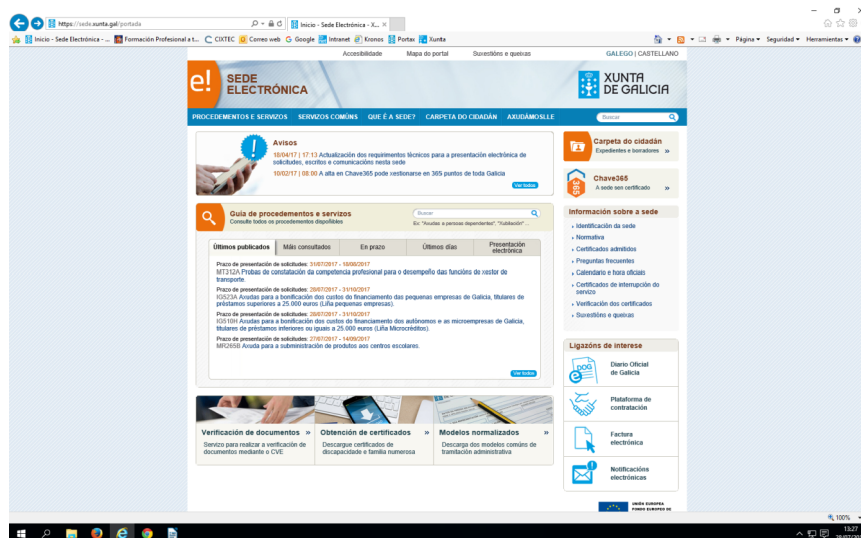 https://sede.xunta.gal/portada
Inicio - Sede Electrónica - X...
Inicio - Sede Electrónica - ...
Formación Profesional a t...
CIXTEC
Correo web
Google
Intranet
Kronos
Portax
Xunta
Página
Seguridad
Herramientas
Accesibilidade
Mapa do portal
Suxestións e queixas
GALEGO | CASTELLANO
e!
SEDE
ELECTRÓNICA
XUNTA
DE GALICIA
PROCEDEMENTOS E SERVIZOS
SERVIZOS COMÚNS
QUE É A SEDE?
CARPETA DO CIDADÁN
AXUDÁMOSLLE
Buscar
Avisos
18/04/17 | 17:13 Actualización dos requirimentos técnicos para a presentación electrónica de
solicitudes, escritos e comunicacións nesta sede
10/02/17 | 08:00 A alta en Chave365 pode xestionarse en 365 puntos de toda Galicia
Ver todos
Carpeta do cidadán
Expedientes e borradores »
365
Chave365
A sede sen certificado »
Guía de procedementos e servizos
Consulte todos os procedementos dispoñibles
Buscar
Ex: "Axudas a persoas dependentes", "Xubilación" ...
Últimos publicados
Máis consultados
En prazo
Últimos días
Presentación
electrónica
Prazo de presentación de solicitudes: 31/07/2017 - 18/08/2017
MT312A Probas de constatación da competencia profesional para o desempeño das funcións de xestor de
transporte.
Prazo de presentación de solicitudes: 28/07/2017 - 31/10/2017
IG523A Axudas para a bonificación dos custos do financiamento das pequenas empresas de Galicia, titulares de
préstamos superiores a 25.000 euros (Liña pequenas empresas).
Prazo de presentación de solicitudes: 28/07/2017 - 31/10/2017
IG510H Axudas para a bonificación dos custos do financiamento dos autónomos e as microempresas de Galicia,
titulares de préstamos inferiores ou iguais a 25.000 euros (Liña Microcréditos).
Prazo de presentación de solicitudes: 27/07/2017 - 14/09/2017
MR265B Axuda para a subministración de produtos aos centros escolares.
Ver todos
Información sobre a sede
Identificación da sede
Normativa
Certificados admitidos
Preguntas frecuentes
Calendario e hora oficiais
Certificados de interrupción do
servizo
Verificación dos certificados
Suxestións e queixas
Ligazóns de interese
DOG
Diario Oficial
de Galicia
Plataforma de
contratación
Factura
electrónica
Notificacións
electrónicas
Verificación de documentos »
Servizo para realizar a verificación de
documentos mediante o CVE
Obtención de certificados »
Descargue certificados de
discapacidade e familia numerosa
Modelos normalizados »
Descarga dos modelos comúns de
tramitación administrativa
UNIÓN EUROPEA
FONDO EUROPEO DE
100%
13:27